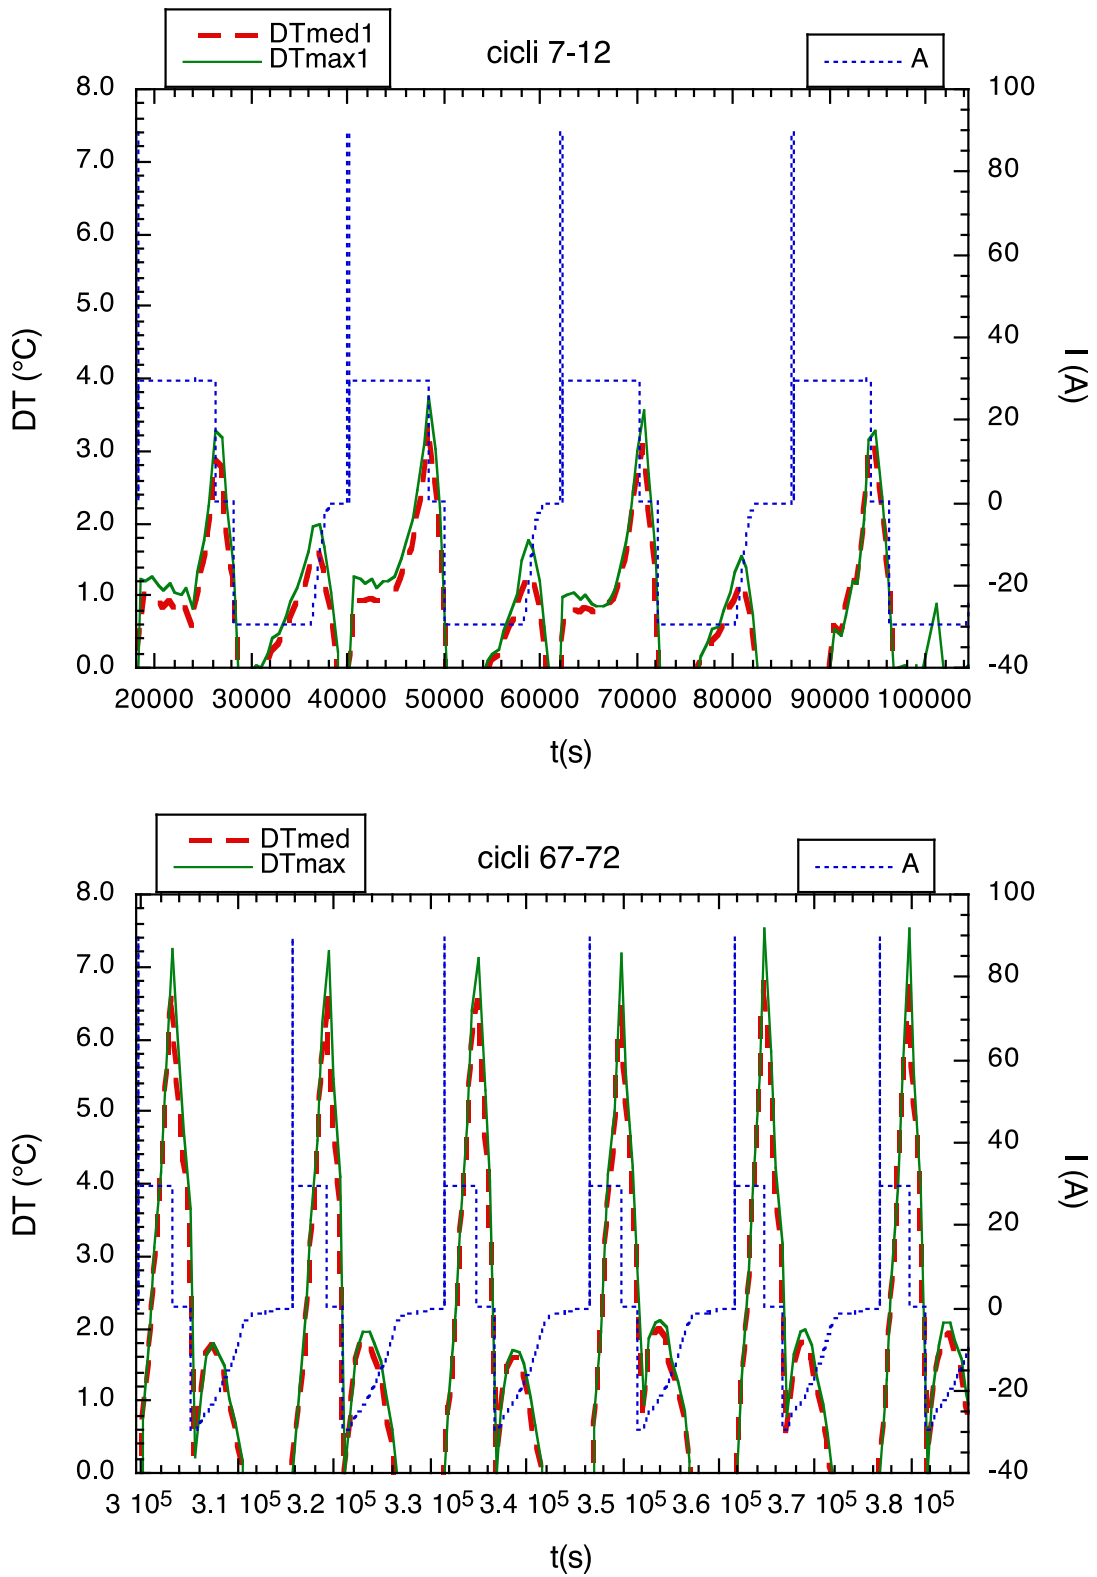 DTmed1
DTmax1
cicli 7-12
A
8.0
7.0
6.0
5.0
4.0
3.0
2.0
1.0
0.0
DT (°C)
100
80
60
40
20
0
-20
-40
I (A)
20000 30000 40000 50000 60000 70000 80000 90000 100000
t(s)
DTmed
DTmax
cicli 67-72
A
8.0
7.0
6.0
5.0
4.0
3.0
2.0
1.0
0.0
DT (°C)
100
80
60
40
20
0
-20
-40
I (A)
3 10⁵ 3.1 10⁵ 3.2 10⁵ 3.3 10⁵ 3.4 10⁵ 3.5 10⁵ 3.6 10⁵ 3.7 10⁵ 3.8 10⁵
t(s)